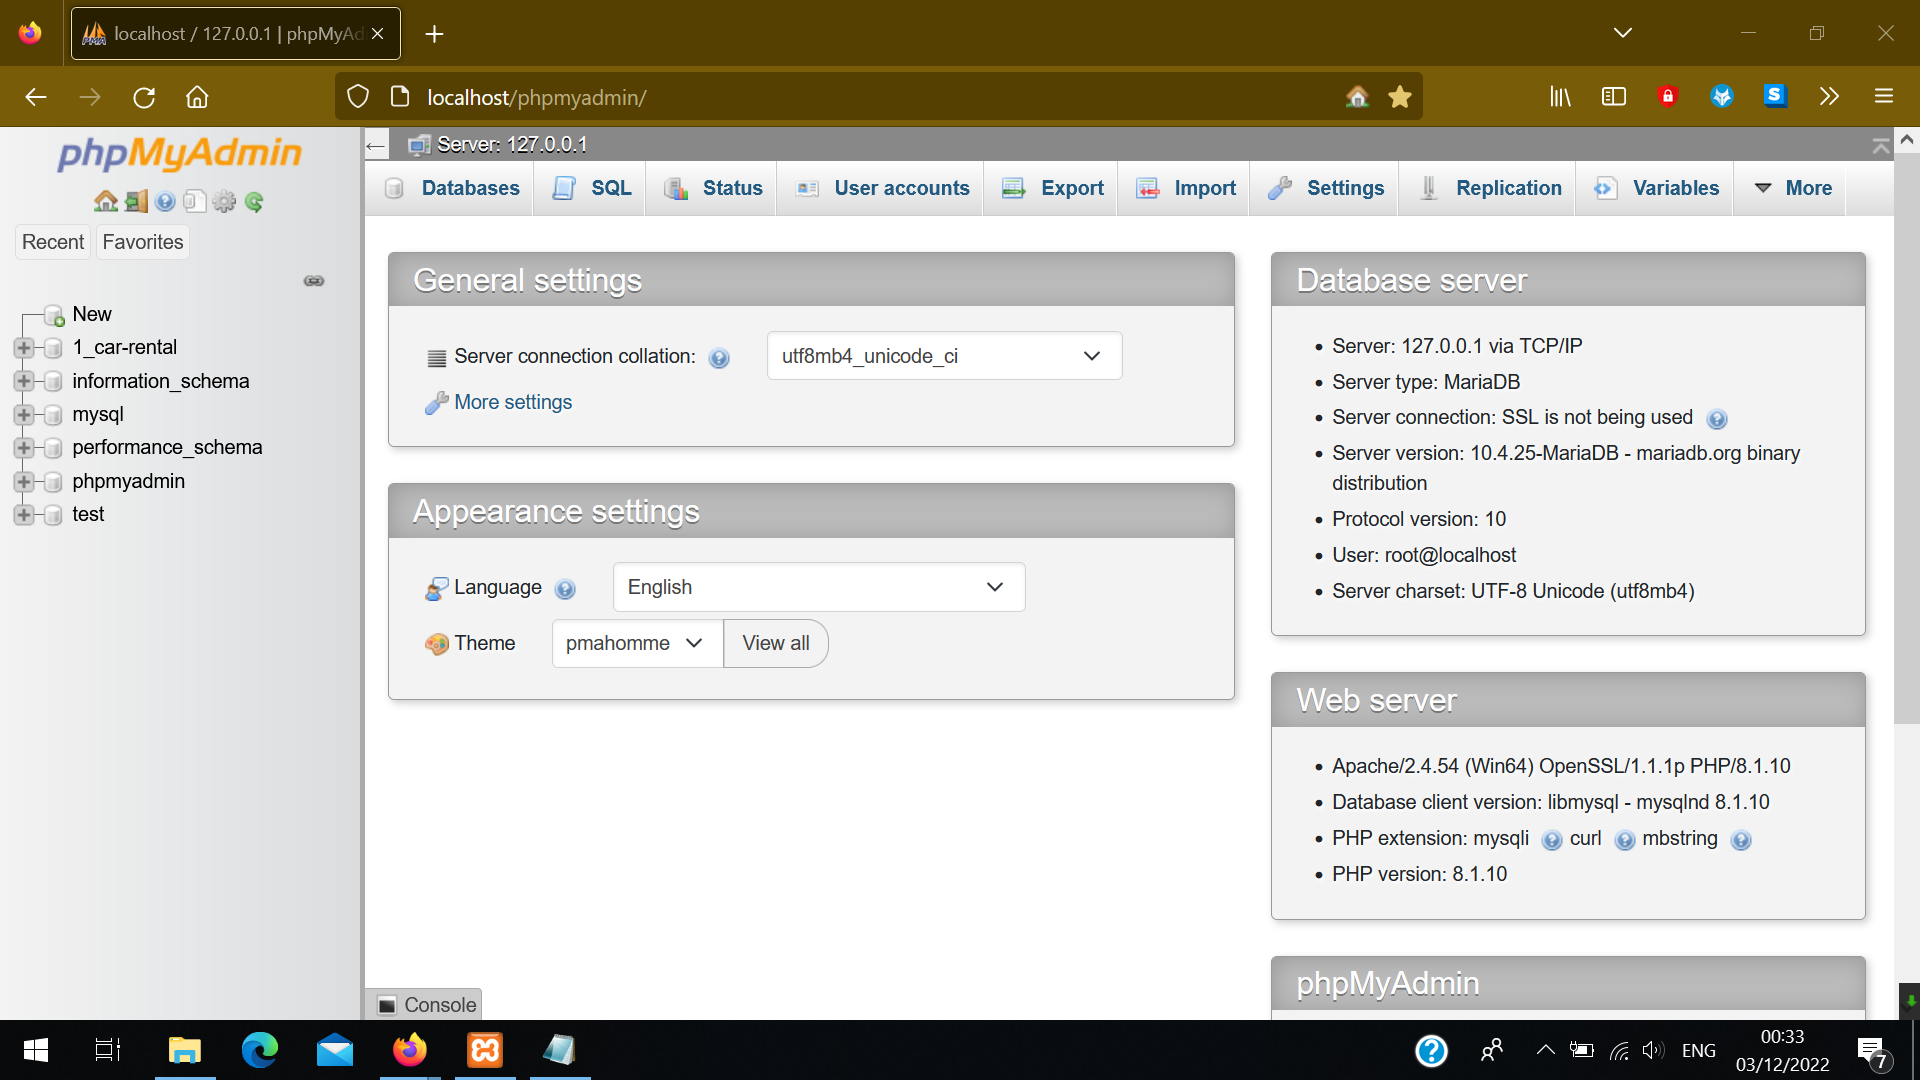 localhost / 127.0.0.1 | phpMyAd
localhost/phpmyadmin/
phpMyAdmin
Recent
Favorites
New
1_car-rental
information_schema
mysql
performance_schema
phpmyadmin
test
Server: 127.0.0.1
Databases
SQL
Status
User accounts
Export
Import
Settings
Replication
Variables
More
General settings
Server connection collation:
utf8mb4_unicode_ci
More settings
Appearance settings
Language
English
Theme
pmahomme
View all
Database server
Server: 127.0.0.1 via TCP/IP
Server type: MariaDB
Server connection: SSL is not being used
Server version: 10.4.25-MariaDB - mariadb.org binary
distribution
Protocol version: 10
User: root@localhost
Server charset: UTF-8 Unicode (utf8mb4)
Web server
Apache/2.4.54 (Win64) OpenSSL/1.1.1p PHP/8.1.10
Database client version: libmysql - mysqlnd 8.1.10
PHP extension: mysqli curl mbstring
PHP version: 8.1.10
phpMyAdmin
Console
ENG
00:33
03/12/2022
7